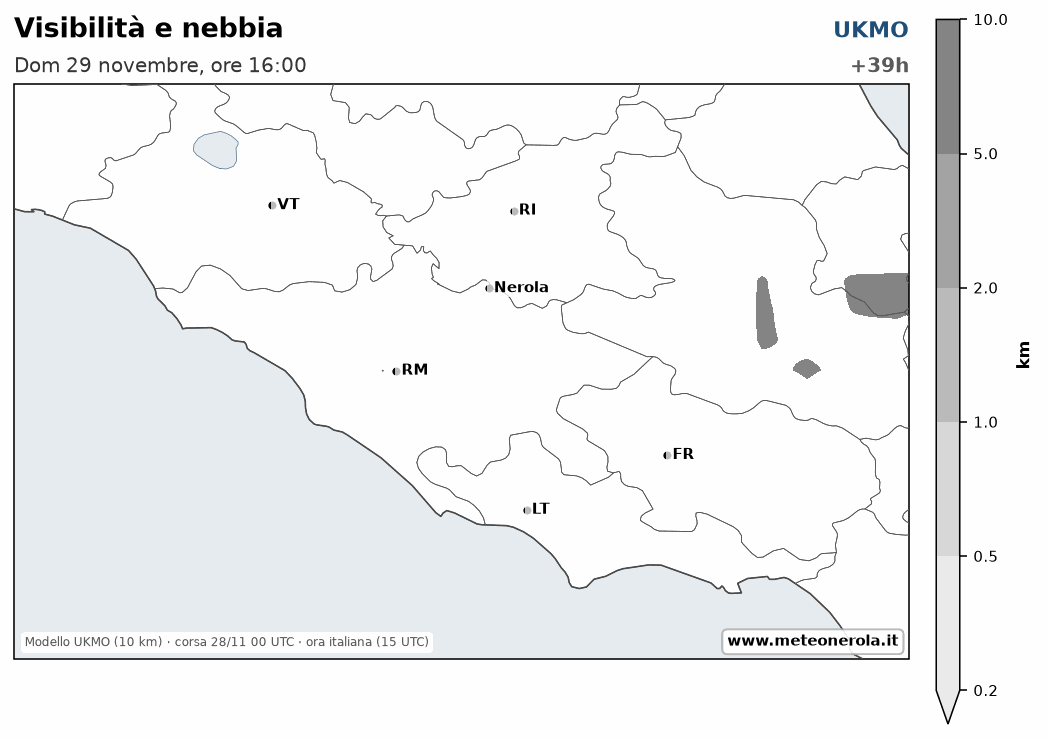 Visibilità e nebbia
UKMO
Dom 29 novembre, ore 16:00
+39h
10.0
5.0
2.0
1.0
0.5
0.2
km
VT
RI
Nerola
RM
FR
LT
Modello UKMO (10 km) · corsa 28/11 00 UTC · ora italiana (15 UTC)
www.meteonerola.it